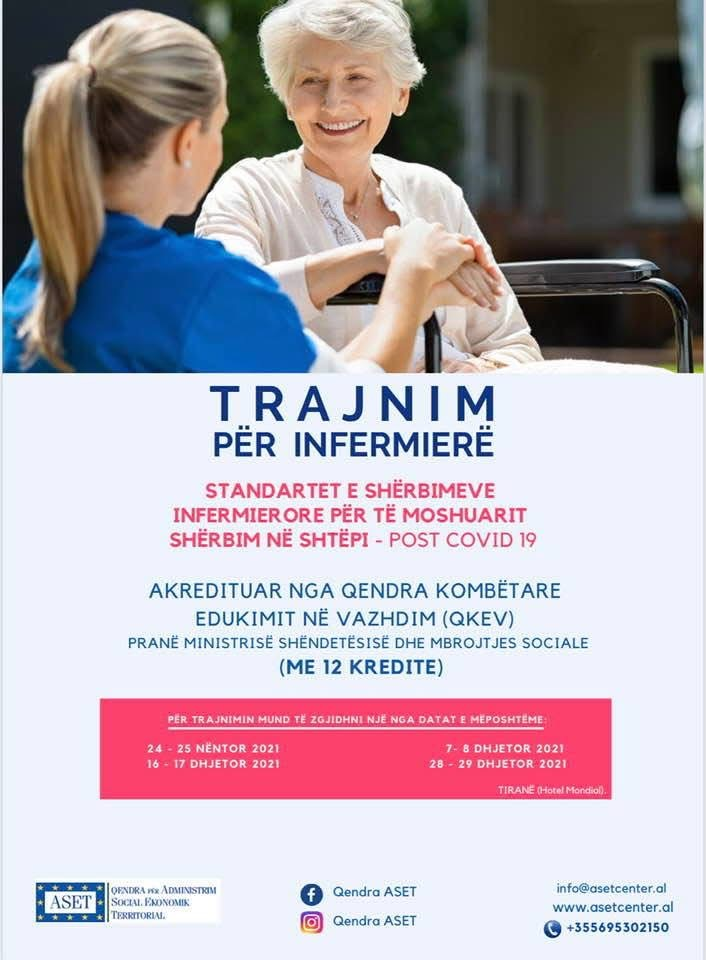 TRAJNIM
PËR INFERMIERË
STANDARTET E SHËRBIMEVE
INFERMIERORE PËR TË MOSHUARIT
SHËRBIM NË SHTËPI - POST COVID 19
AKREDITUAR NGA QENDRA KOMBËTARE
EDUKIMIT NË VAZHDIM (QKEV)
PRANË MINISTRISË SHËNDETËSISË DHE MBROJTJES SOCIALE
(ME 12 KREDITE)
PËR TRAJNIMIN MUND TË ZGJIDHNI NJË NGA DATAT E MËPOSHTËME:
24 - 25 NËNTOR 2021
7- 8 DHJETOR 2021
16 - 17 DHJETOR 2021
28 - 29 DHJETOR 2021
TIRANË (Hotel Mondial).
ASET
QENDRA PËR ADMINISTRIM
SOCIAL EKONOMIK
TERRITORIAL
Qendra ASET
Qendra ASET
info@asetcenter.al
www.asetcenter.al
+355695302150